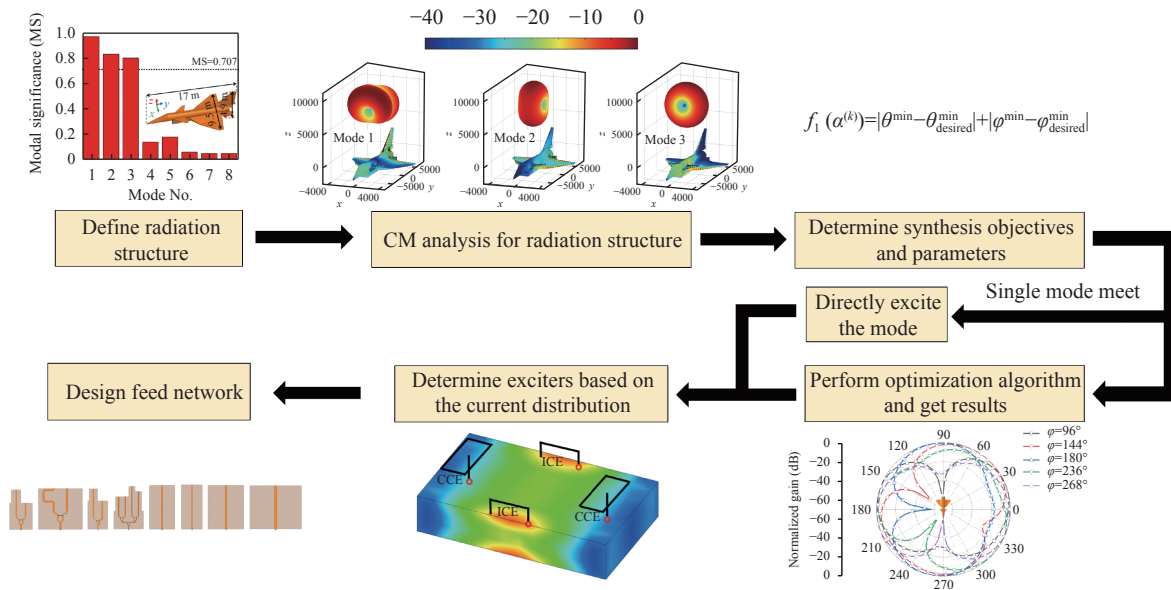 −40 −30 −20 −10 0
Modal significance (MS)
1.0
0.8
0.6
0.4
0.2
0
MS=0.707
17 m
9.5 m
z
y
x
1 2 3 4 5 6 7 8
Mode No.
10000
5000
0
z
Mode 1
−4000 0 4000
x
−5000 0 5000
y
10000
5000
0
z
Mode 2
−4000 0 4000
x
−5000 0 5000
y
10000
5000
0
z
Mode 3
−4000 0 4000
x
−5000 0 5000
y
f₁ (α⁽ᵏ⁾)=|θᵐⁱⁿ−θᵐⁱⁿdesired|+|φᵐⁱⁿ−φᵐⁱⁿdesired|
Define radiation
structure
CM analysis for radiation structure
Determine synthesis objectives
and parameters
Single mode meet
Directly excite
the mode
Design feed network
Determine exciters based on
the current distribution
Perform optimization algorithm
and get results
ICE
CCE
CCE
ICE
Normalized gain (dB)
0
−20
−40
−60
−60
−40
−20
0
90
120 60
150 30
180 0
210 330
240 300
270
φ=96°
φ=144°
φ=180°
φ=236°
φ=268°